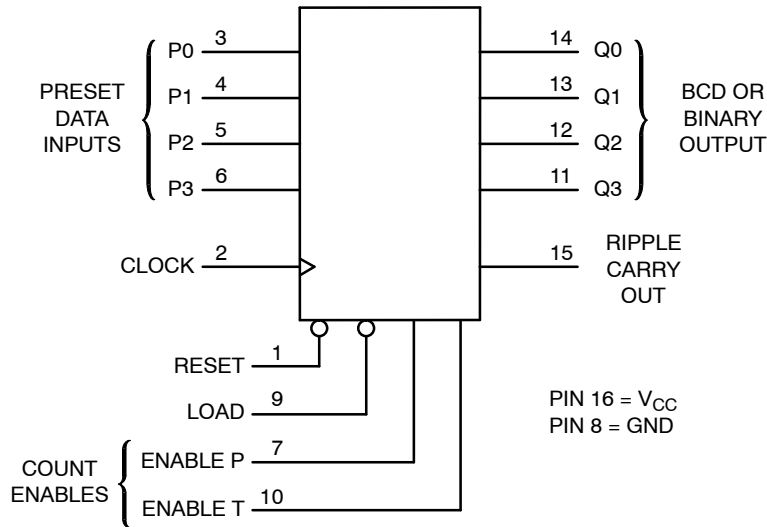 PRESET
DATA
INPUTS
P0 3
P1 4
P2 5
P3 6
CLOCK 2
14 Q0
13 Q1
12 Q2
11 Q3
BCD OR
BINARY
OUTPUT
15 RIPPLE
CARRY
OUT
RESET 1
LOAD 9
COUNT
ENABLES
ENABLE P 7
ENABLE T 10
PIN 16 = VCC
PIN 8 = GND